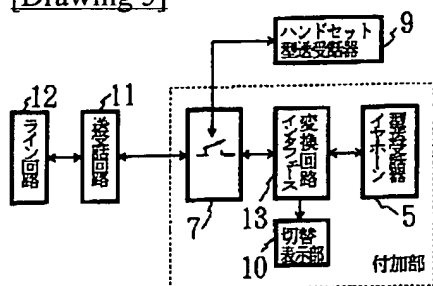 [Drawing 5]
ハンドセット
型送受話器
9
12
11
ライン回路
送受話回路
7
インタフェース
変換回路
13
イヤホーン
型送受話器
5
10
切替
表示部
付加部